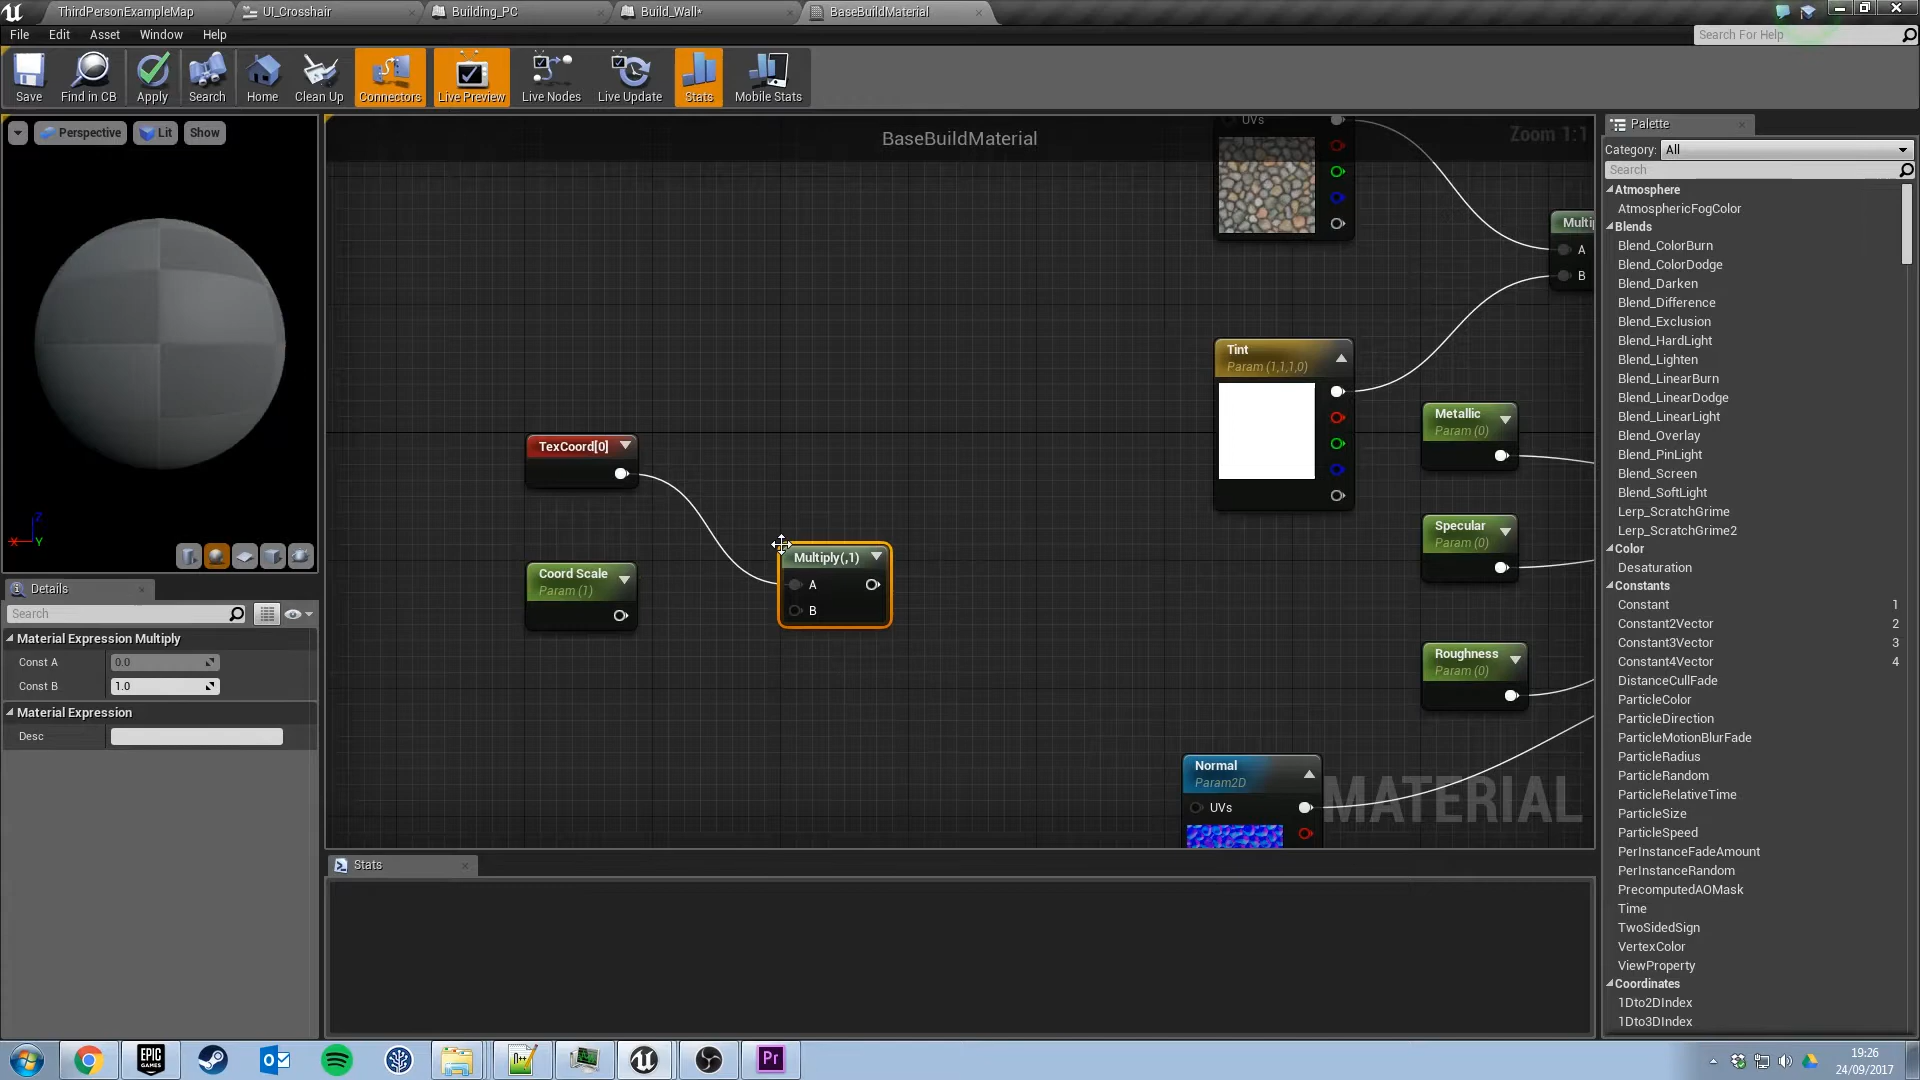 ThirdPersonExampleMap
UI_Crosshair
Building_PC
Build_Wall*
BaseBuildMaterial
File
Edit
Asset
Window
Help
Search For Help
Save
Find in CB
Apply
Search
Home
Clean Up
Connectors
Live Preview
Live Nodes
Live Update
Stats
Mobile Stats
Perspective
Lit
Show
Z
X
Y
Details
Search
Material Expression Multiply
Const A
0.0
Const B
1.0
Material Expression
Desc
BaseBuildMaterial
Zoom 1:1
UVs
Multip
A
B
Tint
Param (1,1,1,0)
Metallic
Param (0)
TexCoord[0]
Specular
Param (0)
Multiply(,1)
A
B
Coord Scale
Param (1)
Roughness
Param (0)
Normal
Param2D
UVs
MATERIAL
Stats
Palette
Category:
All
Search
Atmosphere
AtmosphericFogColor
Blends
Blend_ColorBurn
Blend_ColorDodge
Blend_Darken
Blend_Difference
Blend_Exclusion
Blend_HardLight
Blend_Lighten
Blend_LinearBurn
Blend_LinearDodge
Blend_LinearLight
Blend_Overlay
Blend_PinLight
Blend_Screen
Blend_SoftLight
Lerp_ScratchGrime
Lerp_ScratchGrime2
Color
Desaturation
Constants
Constant 1
Constant2Vector 2
Constant3Vector 3
Constant4Vector 4
DistanceCullFade
ParticleColor
ParticleDirection
ParticleMotionBlurFade
ParticleRadius
ParticleRandom
ParticleRelativeTime
ParticleSize
ParticleSpeed
PerInstanceFadeAmount
PerInstanceRandom
PrecomputedAOMask
Time
TwoSidedSign
VertexColor
ViewProperty
Coordinates
1Dto2DIndex
1Dto3DIndex
EPIC
GAMES
Pr
19:26
24/09/2017